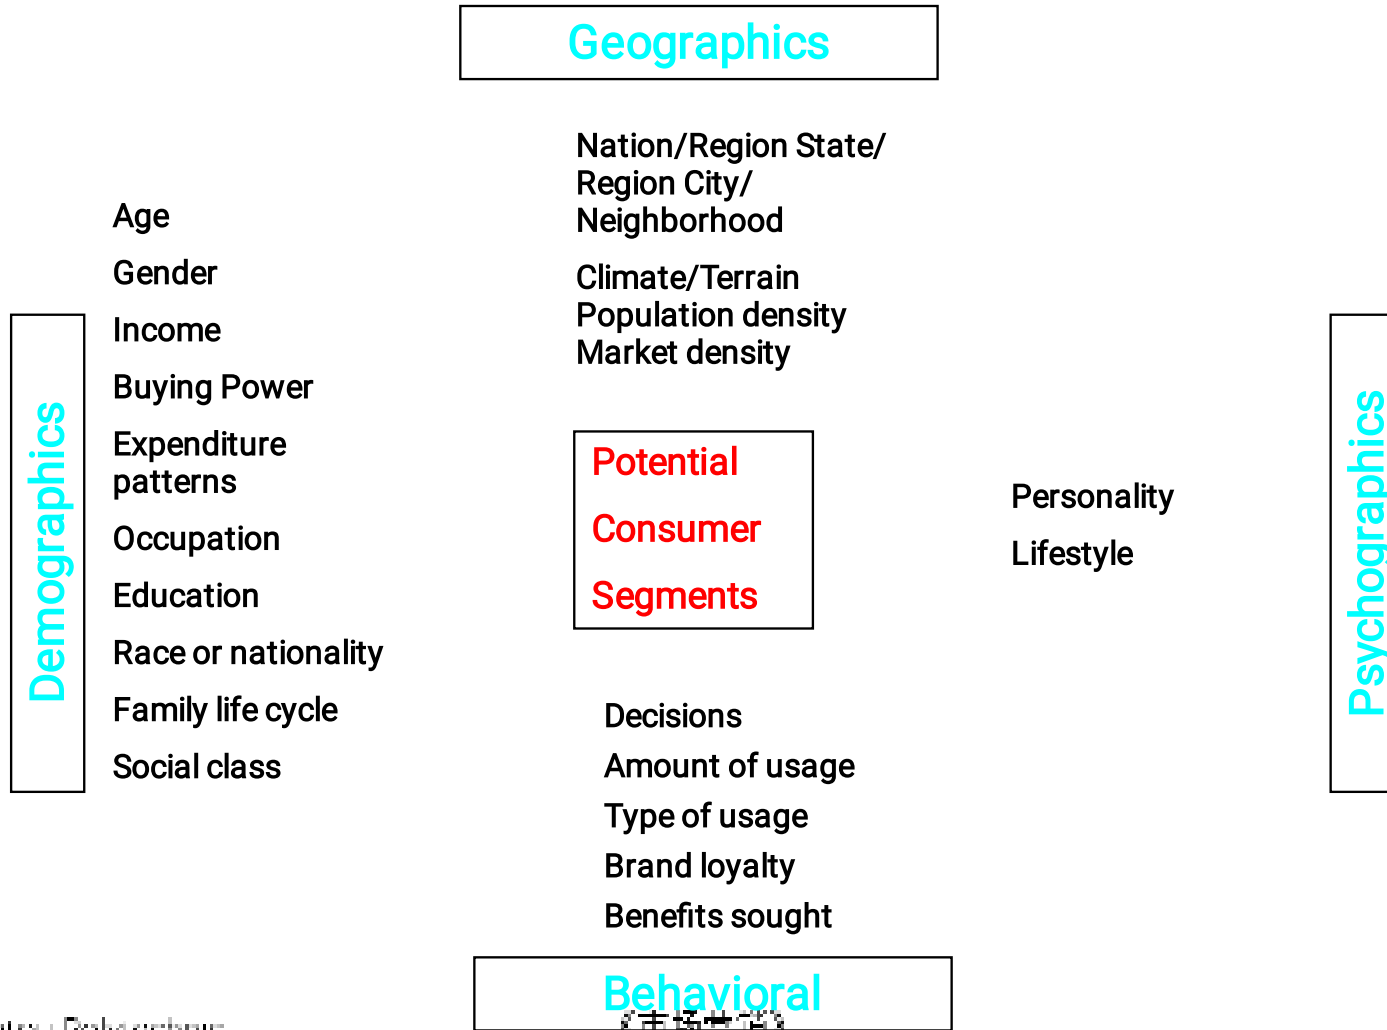 Geographics
Nation/Region State/
Region City/
Neighborhood
Climate/Terrain
Population density
Market density
Demographics
Age
Gender
Income
Buying Power
Expenditure
patterns
Occupation
Education
Race or nationality
Family life cycle
Social class
Potential
Consumer
Segments
Personality
Lifestyle
Psychographics
Decisions
Amount of usage
Type of usage
Brand loyalty
Benefits sought
Behavioral